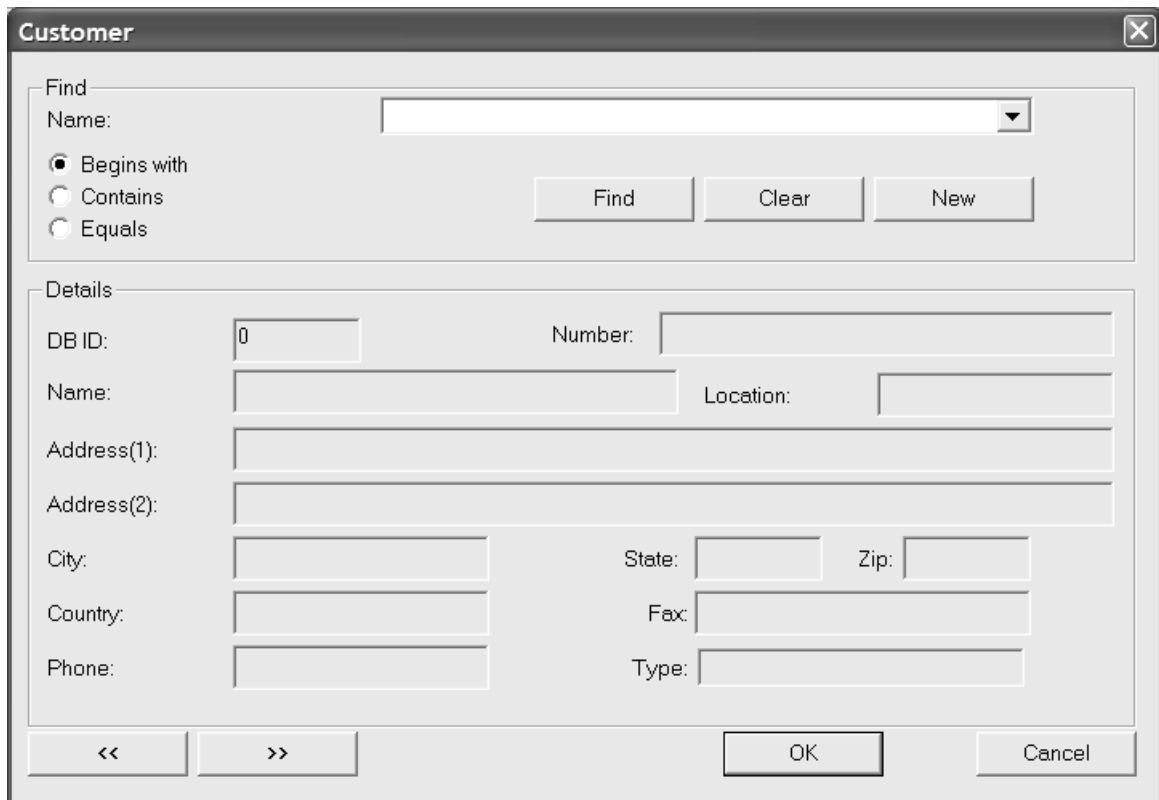 Customer
Find
Name:
Begins with
Contains
Equals
Find Clear New
Details
DB ID: 0 Number:
Name: Location:
Address(1):
Address(2):
City: State: Zip:
Country: Fax:
Phone: Type:
<< >> OK Cancel